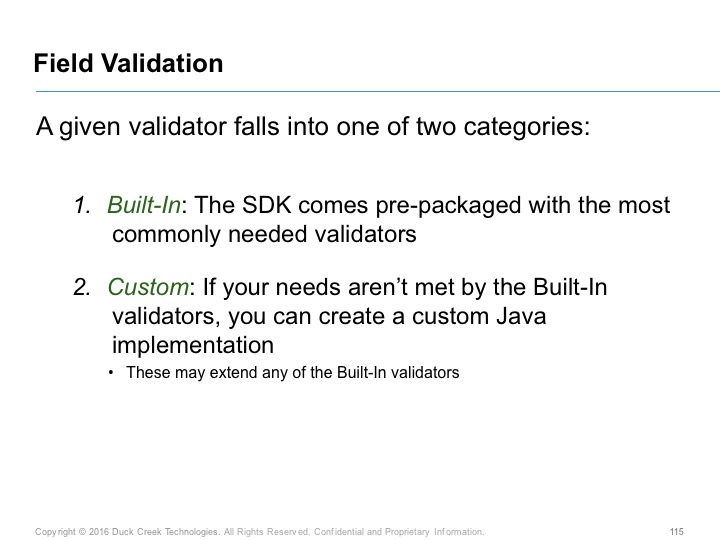 Field Validation
A given validator falls into one of two categories:
1. Built-In: The SDK comes pre-packaged with the most
commonly needed validators
2. Custom: If your needs aren’t met by the Built-In
validators, you can create a custom Java
implementation
• These may extend any of the Built-In validators
Copyright © 2016 Duck Creek Technologies. All Rights Reserved. Confidential and Proprietary Information. 115